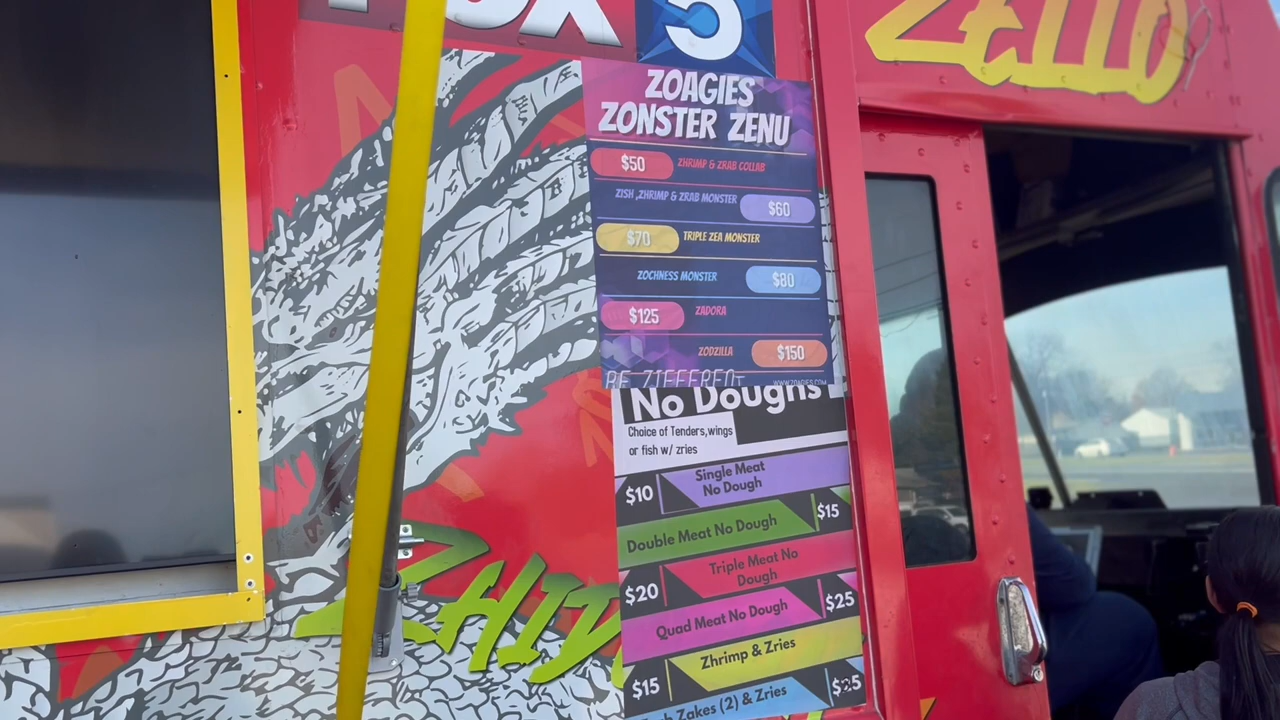 FOX 5
ZOAGIES
ZONSTER ZENU
$50 ZHRIMP & ZRAB COLLAB
ZISH ,ZHRIMP & ZRAB MONSTER $60
$70 TRIPLE ZEA MONSTER
ZOCHNESS MONSTER $80
$125 ZADORA
ZODZILLA $150
BE ZIFFERENT
WWW.ZOAGIES.COM
No Doughs
Choice of Tenders,wings
or fish w/ zries
Single Meat
No Dough
$10
Double Meat No Dough $15
Triple Meat No
Dough
$20
Quad Meat No Dough $25
Zhrimp & Zries
$15
Zakes (2) & Zries